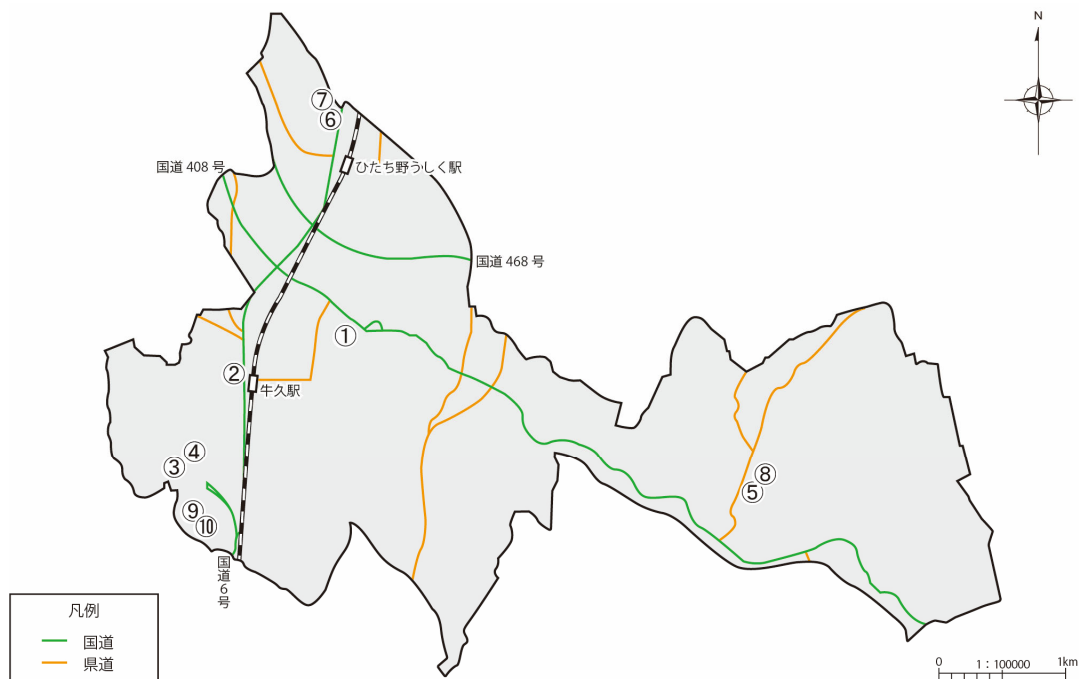 N
⑦
⑥
国道 408 号
ひたち野うしく駅
国道 468 号
①
②
牛久駅
④
③
⑧
⑤
⑨
⑩
国道6号
凡例
国道
県道
0 1:100000 1km